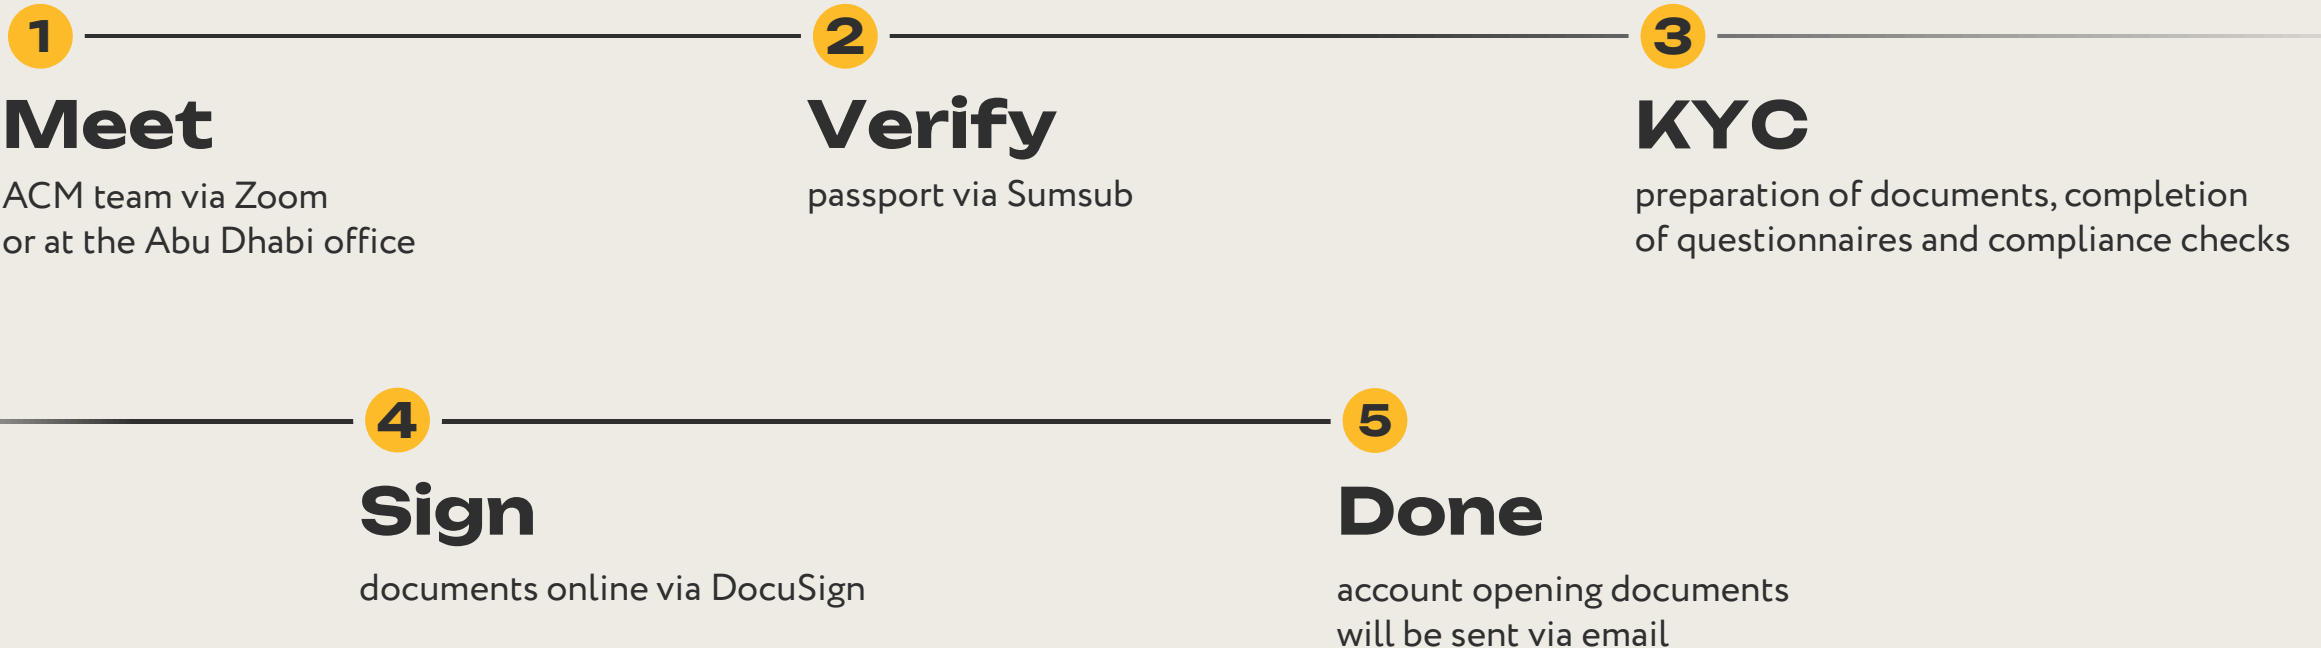 1
Meet
ACM team via Zoom
or at the Abu Dhabi office
2
Verify
passport via Sumsub
3
KYC
preparation of documents, completion
of questionnaires and compliance checks
4
Sign
documents online via DocuSign
5
Done
account opening documents
will be sent via email